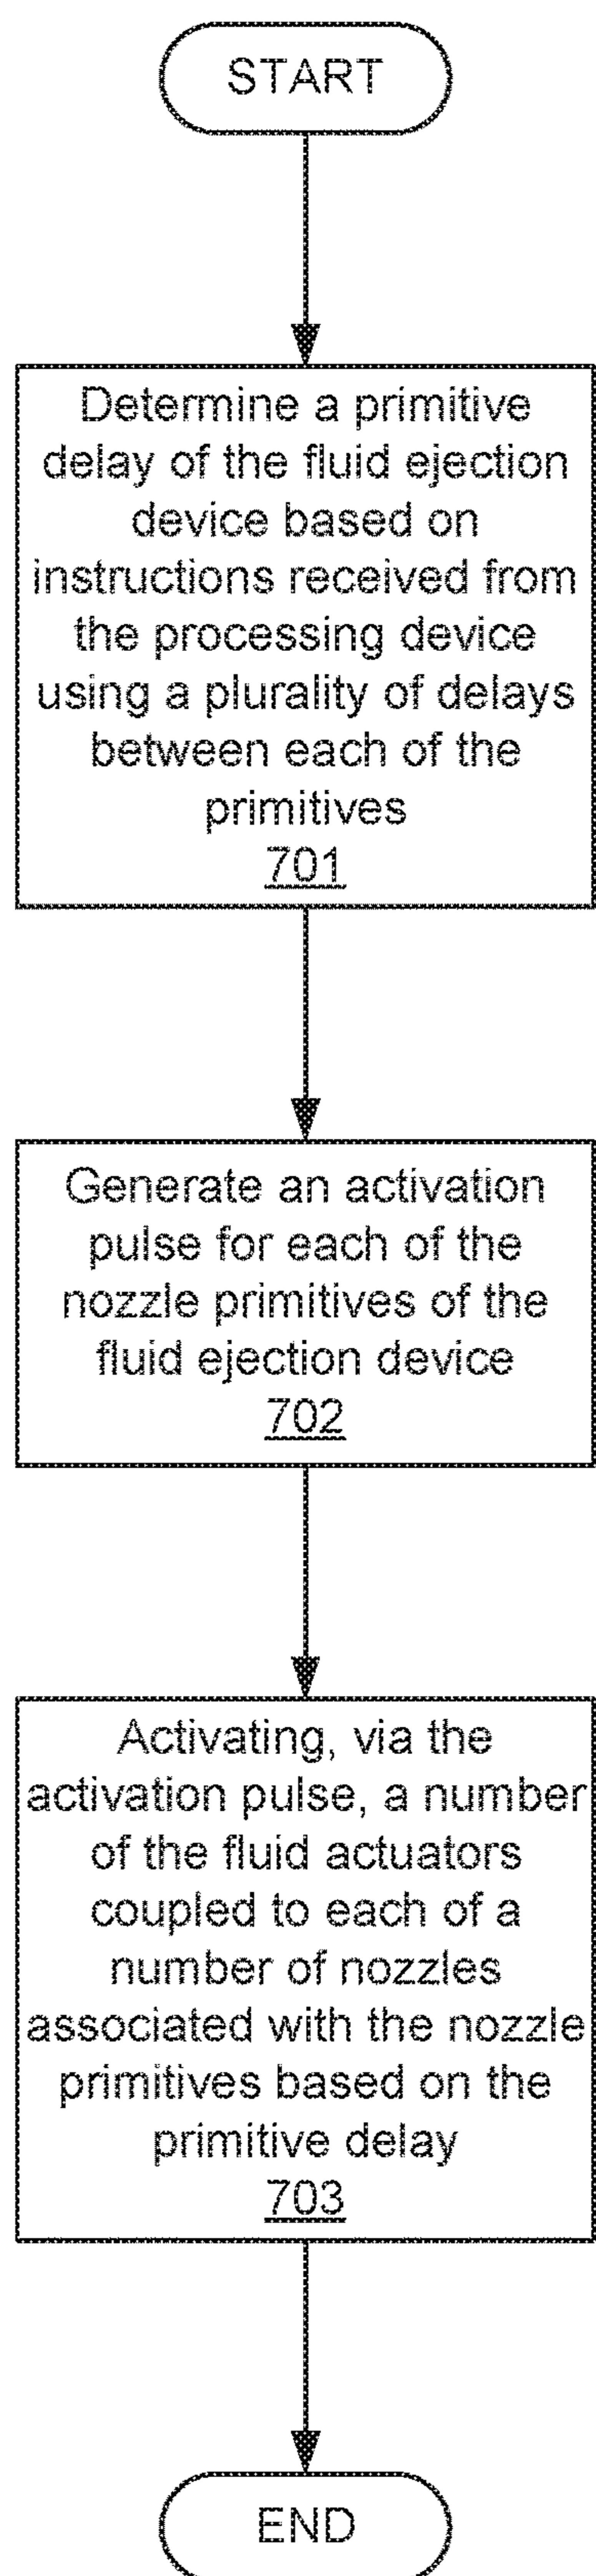 START
Determine a primitive
delay of the fluid ejection
device based on
instructions received from
the processing device
using a plurality of delays
between each of the
primitives
701
Generate an activation
pulse for each of the
nozzle primitives of the
fluid ejection device
702
Activating, via the
activation pulse, a number
of the fluid actuators
coupled to each of a
number of nozzles
associated with the nozzle
primitives based on the
primitive delay
703
END